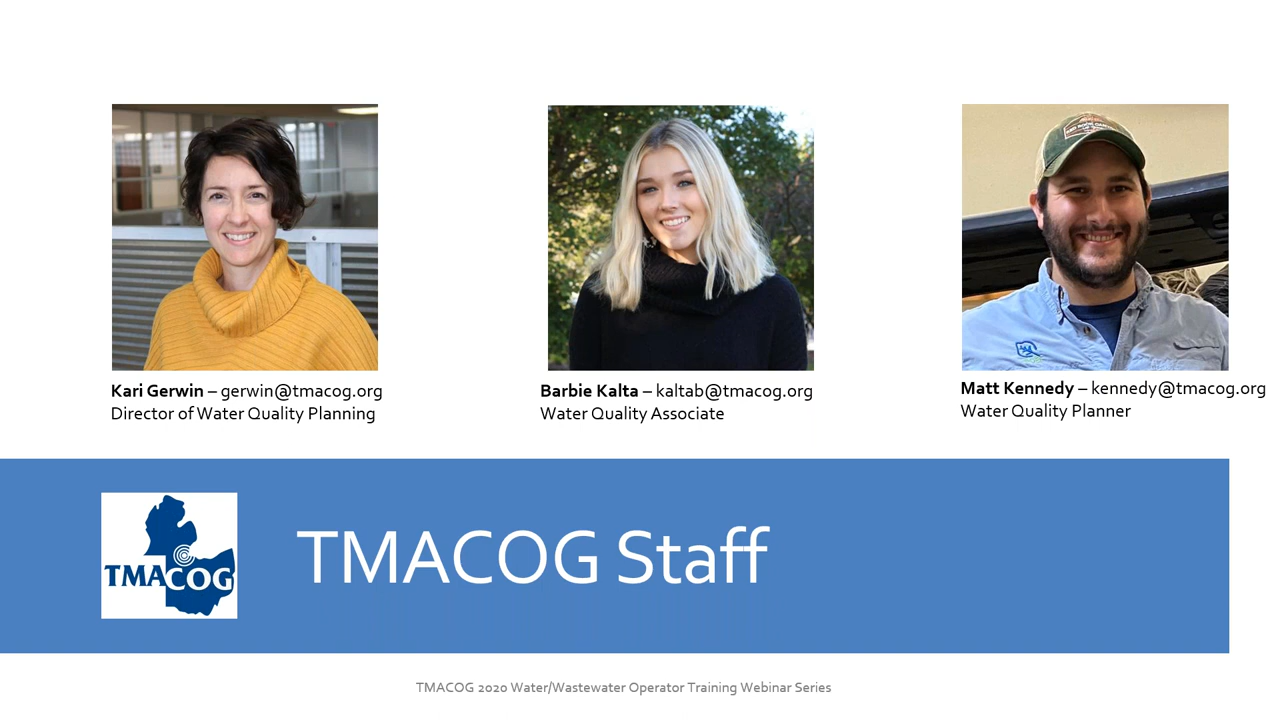 Kari Gerwin – gerwin@tmacog.org
Director of Water Quality Planning
Barbie Kalta – kaltab@tmacog.org
Water Quality Associate
Matt Kennedy – kennedy@tmacog.org
Water Quality Planner
TMACOG
TMACOG Staff
TMACOG 2020 Water/Wastewater Operator Training Webinar Series